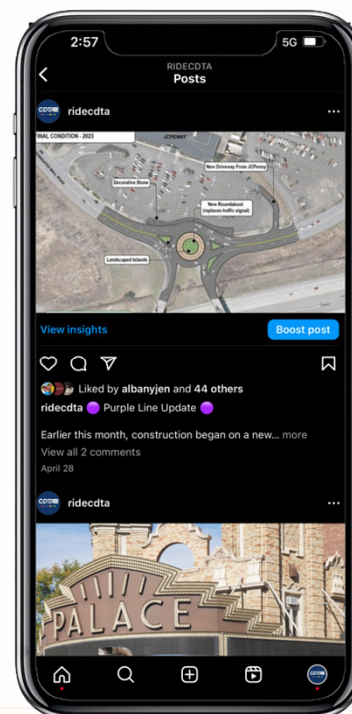 2:57
5G
RIDECDTA
Posts
ridecdta
FINAL CONDITION - 2023
JCPENNY
New Driveway From JCPenny
Decorative Stone
New Roundabout
(replaces traffic signal)
Landscaped Islands
View insights
Boost post
Liked by albanyjen and 44 others
ridecdta 🟣 Purple Line Update 🟣
Earlier this month, construction began on a new... more
View all 2 comments
April 28
ridecdta
PALACE